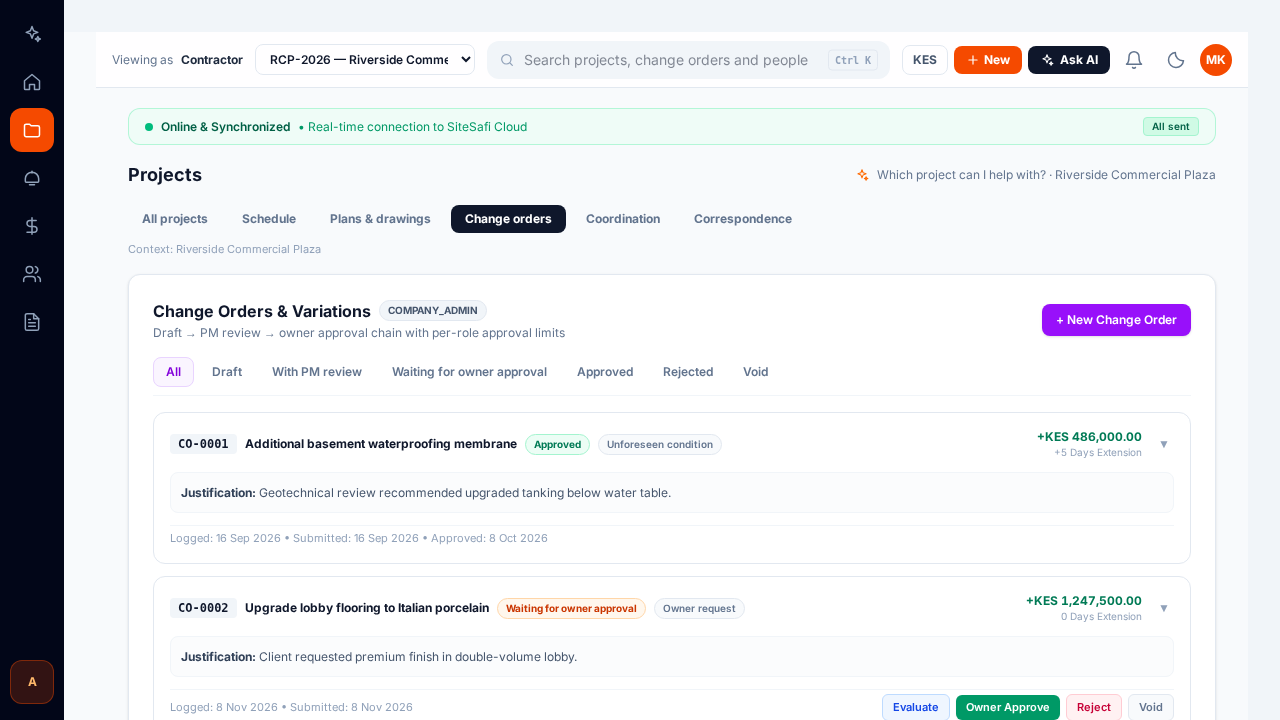 Viewing as Contractor
RCP-2026 — Riverside Comme
Search projects, change orders and people
Ctrl K
KES
New
Ask AI
MK
Online & Synchronized • Real-time connection to SiteSafi Cloud
All sent
Projects
Which project can I help with? · Riverside Commercial Plaza
All projects
Schedule
Plans & drawings
Change orders
Coordination
Correspondence
Context: Riverside Commercial Plaza
Change Orders & Variations
COMPANY_ADMIN
Draft → PM review → owner approval chain with per-role approval limits
+ New Change Order
All
Draft
With PM review
Waiting for owner approval
Approved
Rejected
Void
CO-0001 Additional basement waterproofing membrane Approved Unforeseen condition
+KES 486,000.00
+5 Days Extension
Justification: Geotechnical review recommended upgraded tanking below water table.
Logged: 16 Sep 2026 • Submitted: 16 Sep 2026 • Approved: 8 Oct 2026
CO-0002 Upgrade lobby flooring to Italian porcelain Waiting for owner approval Owner request
+KES 1,247,500.00
0 Days Extension
Justification: Client requested premium finish in double-volume lobby.
Logged: 8 Nov 2026 • Submitted: 8 Nov 2026
Evaluate
Owner Approve
Reject
Void
A